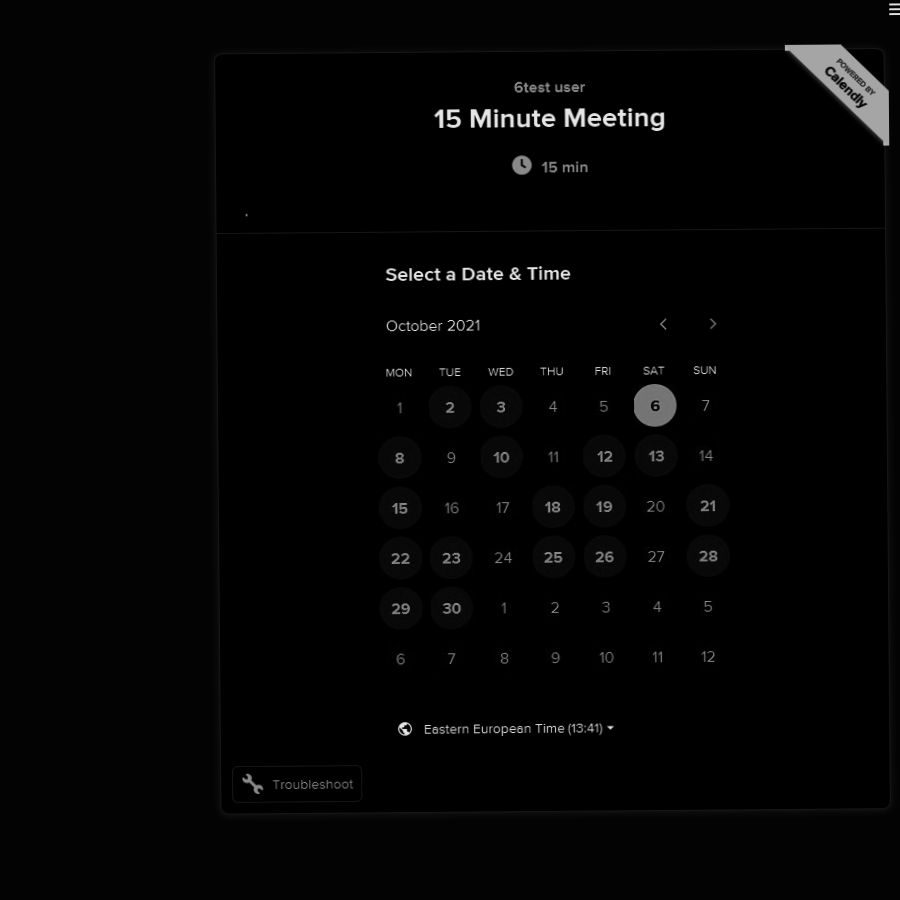 POWERED BY
Calendly
6test user
15 Minute Meeting
15 min
Select a Date & Time
October 2021
MON TUE WED THU FRI SAT SUN
1 2 3 4 5 6 7
8 9 10 11 12 13 14
15 16 17 18 19 20 21
22 23 24 25 26 27 28
29 30 1 2 3 4 5
6 7 8 9 10 11 12
Eastern European Time (13:41)
Troubleshoot